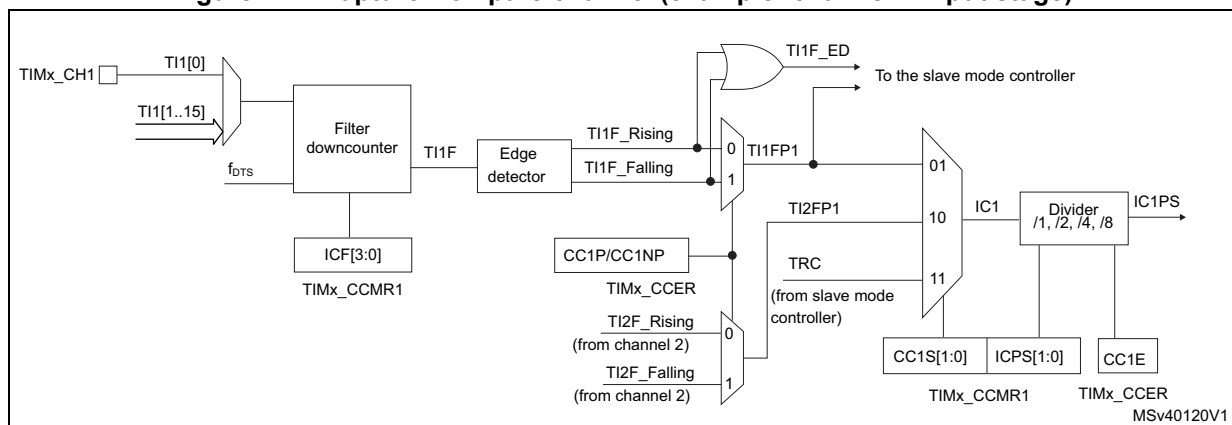 TI1F_ED
To the slave mode controller
TIMx_CH1
TI1[0]
TI1[1..15]
fDTS
Filter
downcounter
ICF[3:0]
TIMx_CCMR1
TI1F
Edge
detector
TI1F_Rising
TI1F_Falling
0
1
TI1FP1
01
TI2FP1
10
TRC
11
(from slave mode
controller)
IC1
Divider
/1, /2, /4, /8
IC1PS
CC1P/CC1NP
TIMx_CCER
TI2F_Rising
(from channel 2)
TI2F_Falling
(from channel 2)
0
1
CC1S[1:0]
ICPS[1:0]
TIMx_CCMR1
CC1E
TIMx_CCER
MSv40120V1